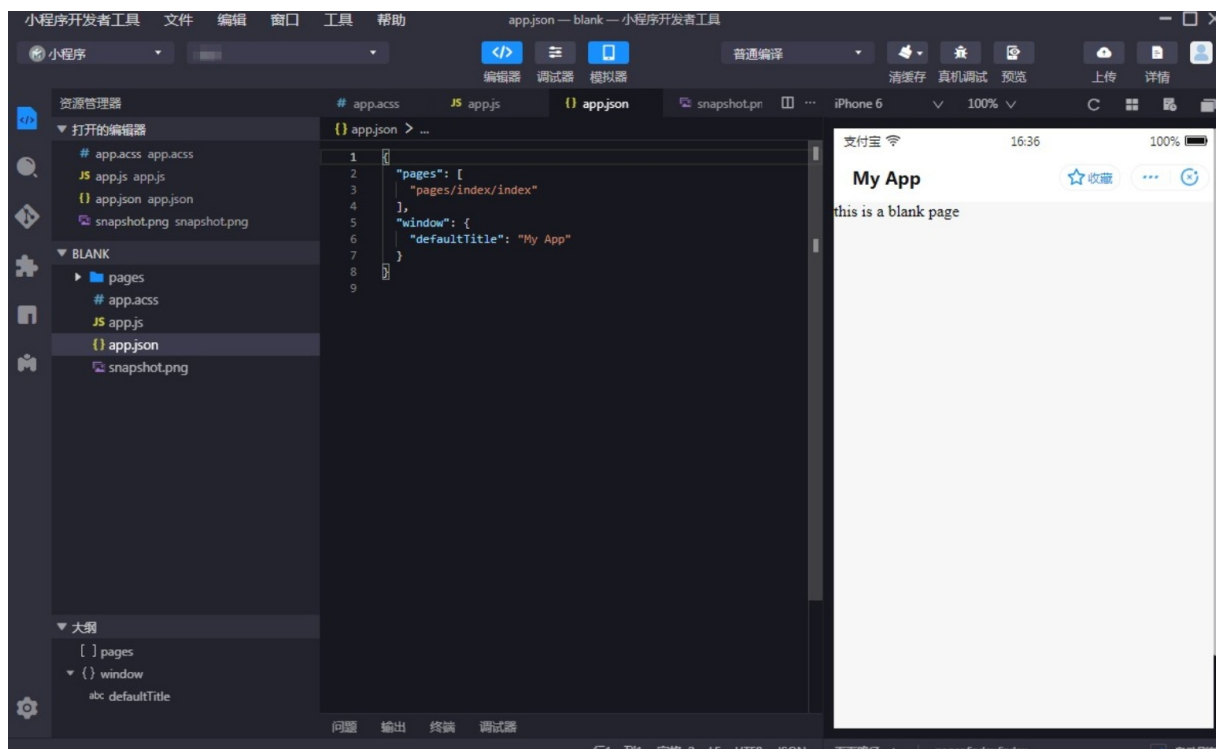 小程序开发者工具 文件 编辑 窗口 工具 帮助 app.json — blank — 小程序开发者工具
小程序 普通编译
编辑器 调试器 模拟器 清缓存 真机调试 预览 上传 详情
资源管理器 # app.acss JS app.js {} app.json snapshot.pn iPhone 6 100%
打开的编辑器 {} app.json > ...
# app.acss app.acss
JS app.js app.js
{} app.json app.json
snapshot.png snapshot.png
BLANK
pages
# app.acss
JS app.js
{} app.json
snapshot.png
大纲
[ ] pages
{} window
abc defaultTitle
1 {
2 "pages": [
3 "pages/index/index"
4 ],
5 "window": {
6 "defaultTitle": "My App"
7 }
8 }
9
问题 输出 终端 调试器
支付宝 16:36 100%
My App 收藏 •••
this is a blank page